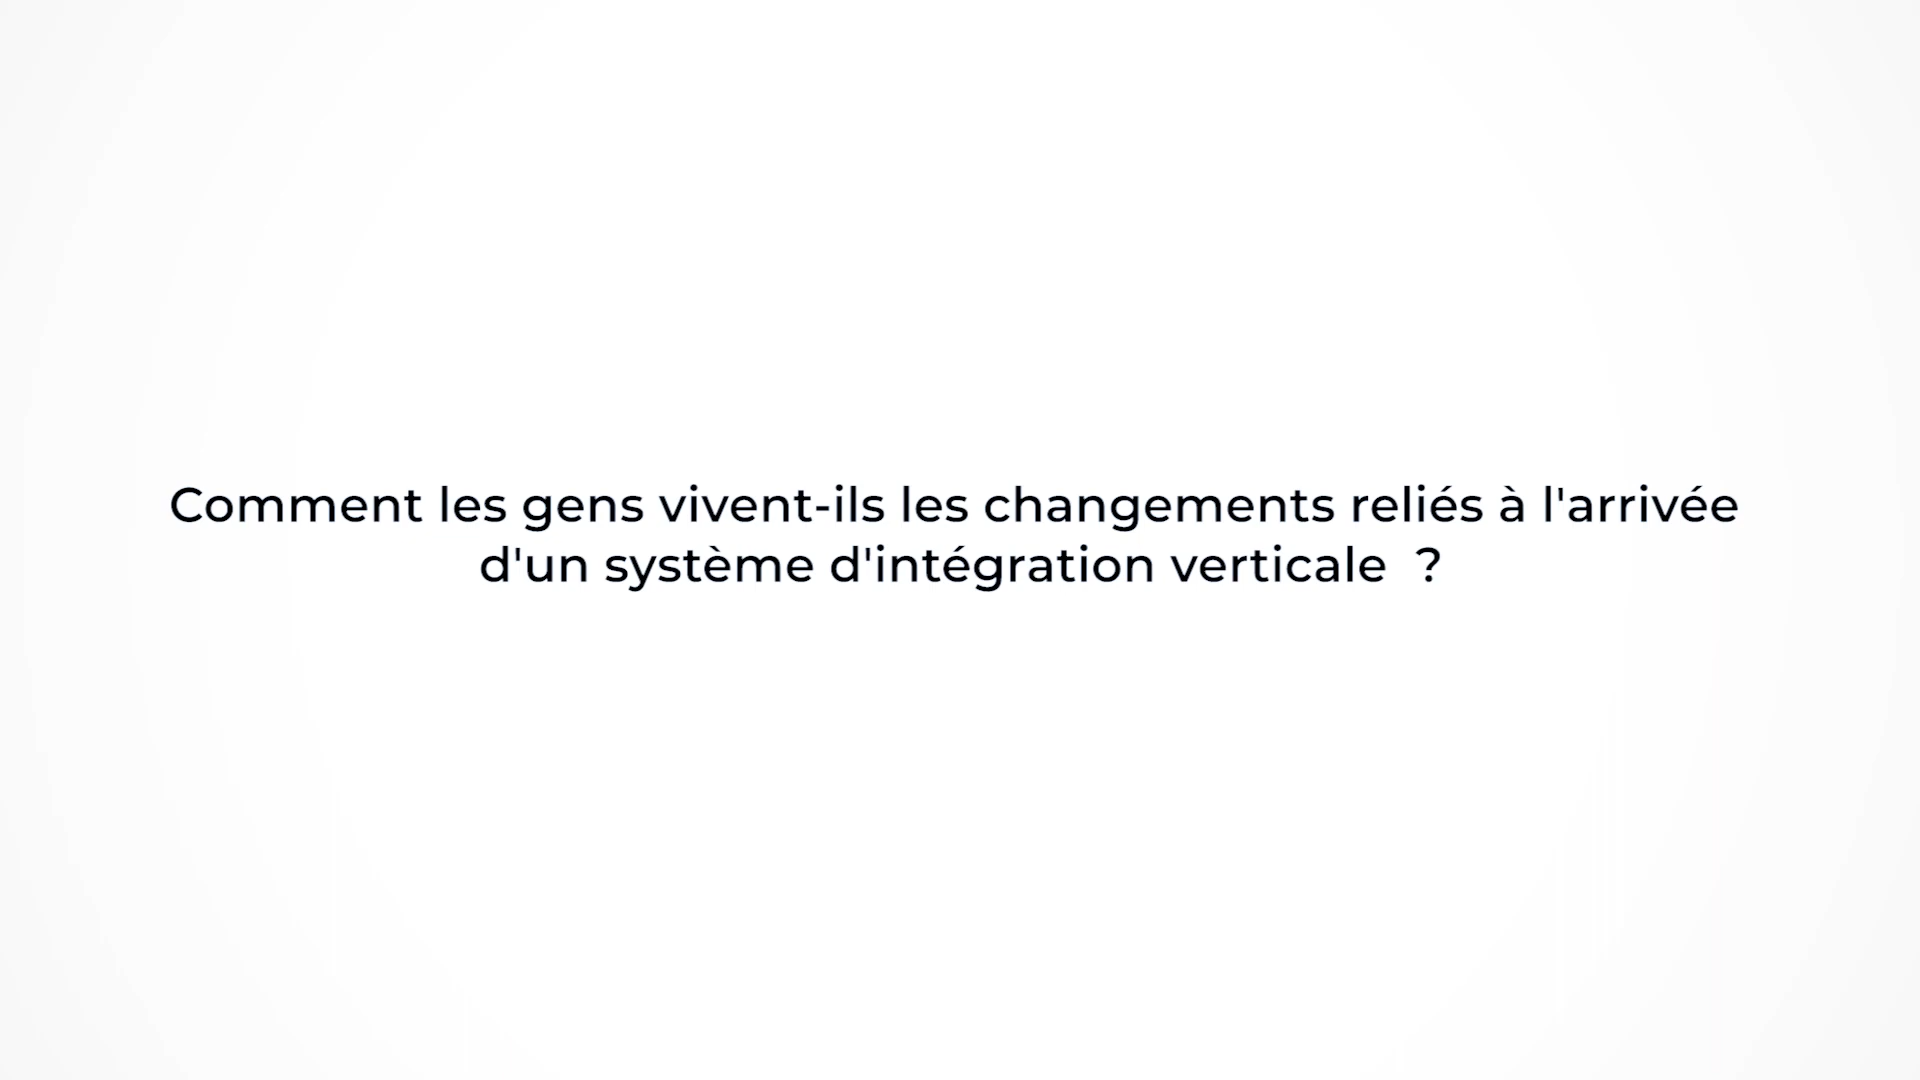 Comment les gens vivent-ils les changements reliés à l'arrivée
d'un système d'intégration verticale  ?